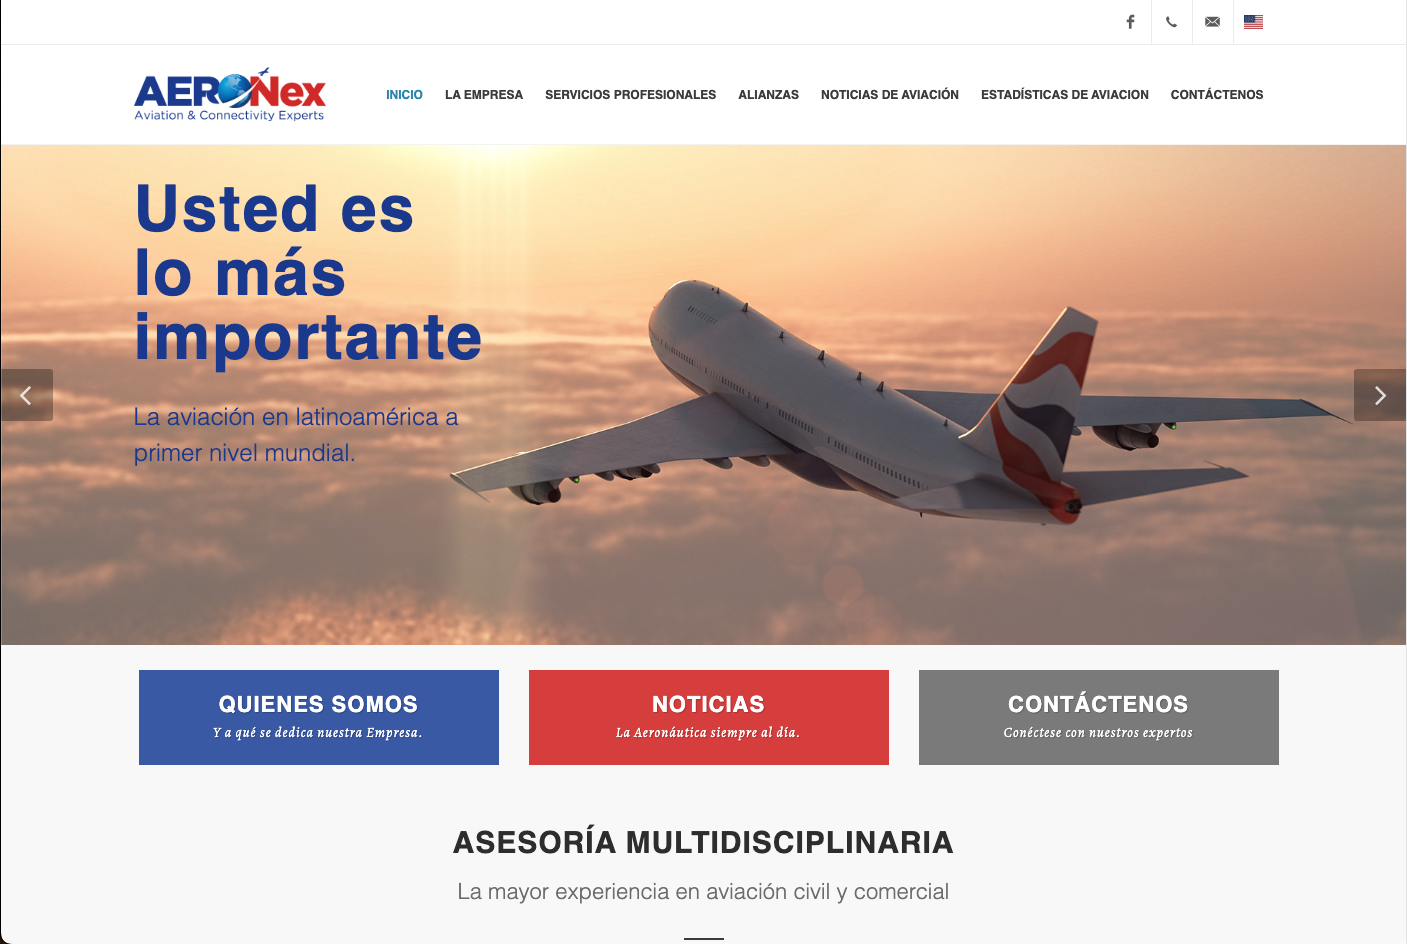 AERONex
Aviation & Connectivity Experts
INICIO LA EMPRESA SERVICIOS PROFESIONALES ALIANZAS NOTICIAS DE AVIACIÓN ESTADÍSTICAS DE AVIACION CONTÁCTENOS
Usted es
lo más
importante
La aviación en latinoamérica a
primer nivel mundial.
QUIENES SOMOS
Y a qué se dedica nuestra Empresa.
NOTICIAS
La Aeronáutica siempre al día.
CONTÁCTENOS
Conéctese con nuestros expertos
ASESORÍA MULTIDISCIPLINARIA
La mayor experiencia en aviación civil y comercial